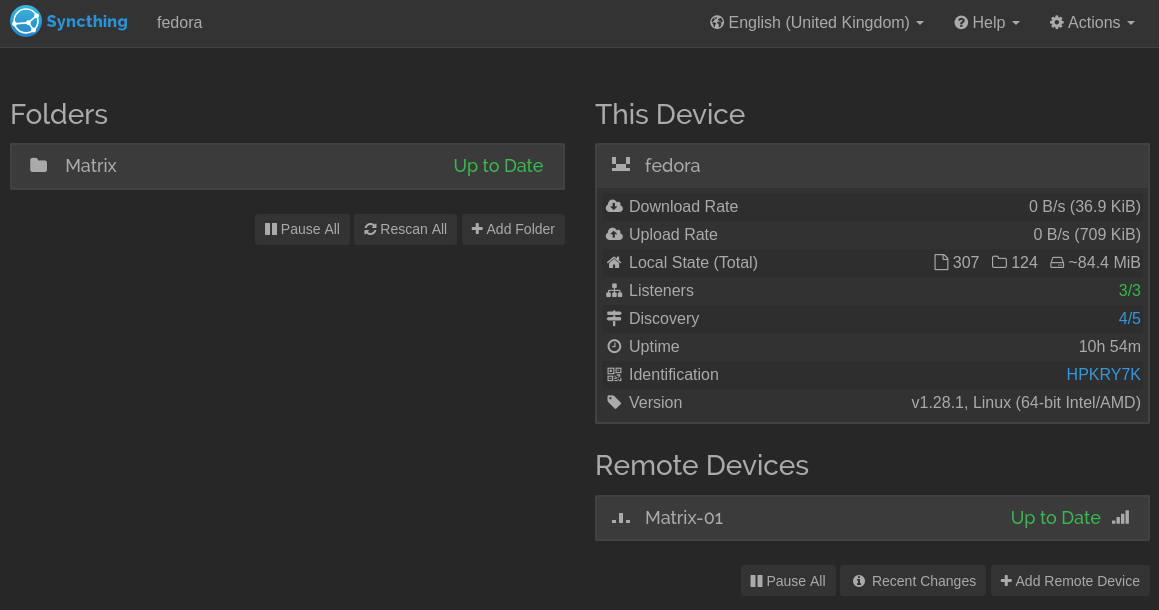 Syncthing fedora English (United Kingdom) Help Actions
Folders
Matrix Up to Date
Pause All Rescan All Add Folder
This Device
fedora
Download Rate 0 B/s (36.9 KiB)
Upload Rate 0 B/s (709 KiB)
Local State (Total) 307 124 ~84.4 MiB
Listeners 3/3
Discovery 4/5
Uptime 10h 54m
Identification HPKRY7K
Version v1.28.1, Linux (64-bit Intel/AMD)
Remote Devices
Matrix-01 Up to Date
Pause All Recent Changes Add Remote Device